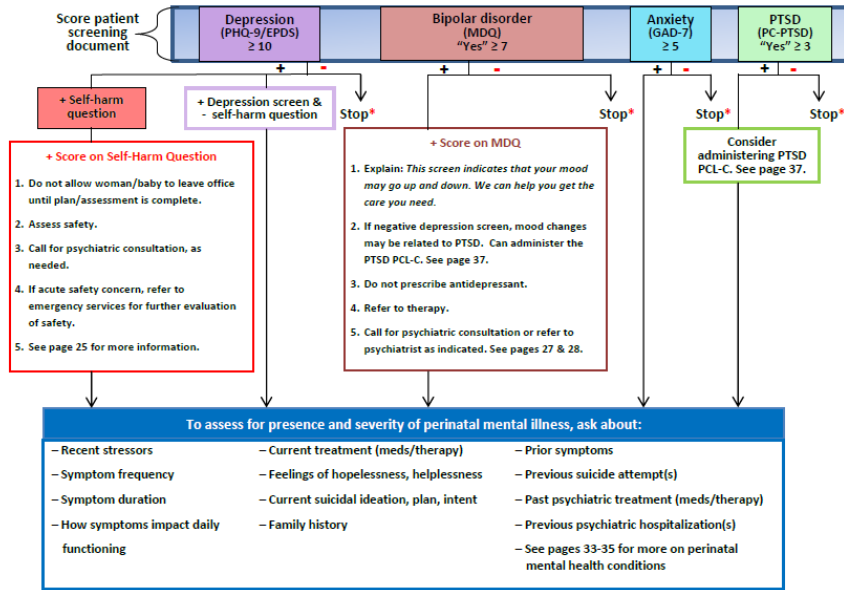 Score patient
screening
document
Depression
(PHQ-9/EPDS)
≥ 10
Bipolar disorder
(MDQ)
“Yes” ≥ 7
Anxiety
(GAD-7)
≥ 5
PTSD
(PC-PTSD)
“Yes” ≥ 3
+ -
+ -
+ -
+ -
+ Self-harm
question
+ Depression screen &
- self-harm question
Stop*
Stop*
Stop*
Stop*
+ Score on Self-Harm Question
1. Do not allow woman/baby to leave office
until plan/assessment is complete.
2. Assess safety.
3. Call for psychiatric consultation, as
needed.
4. If acute safety concern, refer to
emergency services for further evaluation
of safety.
5. See page 25 for more information.
+ Score on MDQ
1. Explain: This screen indicates that your mood
may go up and down. We can help you get the
care you need.
2. If negative depression screen, mood changes
may be related to PTSD. Can administer the
PTSD PCL-C. See page 37.
3. Do not prescribe antidepressant.
4. Refer to therapy.
5. Call for psychiatric consultation or refer to
psychiatrist as indicated. See pages 27 & 28.
Consider
administering PTSD
PCL-C. See page 37.
To assess for presence and severity of perinatal mental illness, ask about:
– Recent stressors
– Symptom frequency
– Symptom duration
– How symptoms impact daily
functioning
– Current treatment (meds/therapy)
– Feelings of hopelessness, helplessness
– Current suicidal ideation, plan, intent
– Family history
– Prior symptoms
– Previous suicide attempt(s)
– Past psychiatric treatment (meds/therapy)
– Previous psychiatric hospitalization(s)
– See pages 33-35 for more on perinatal
mental health conditions